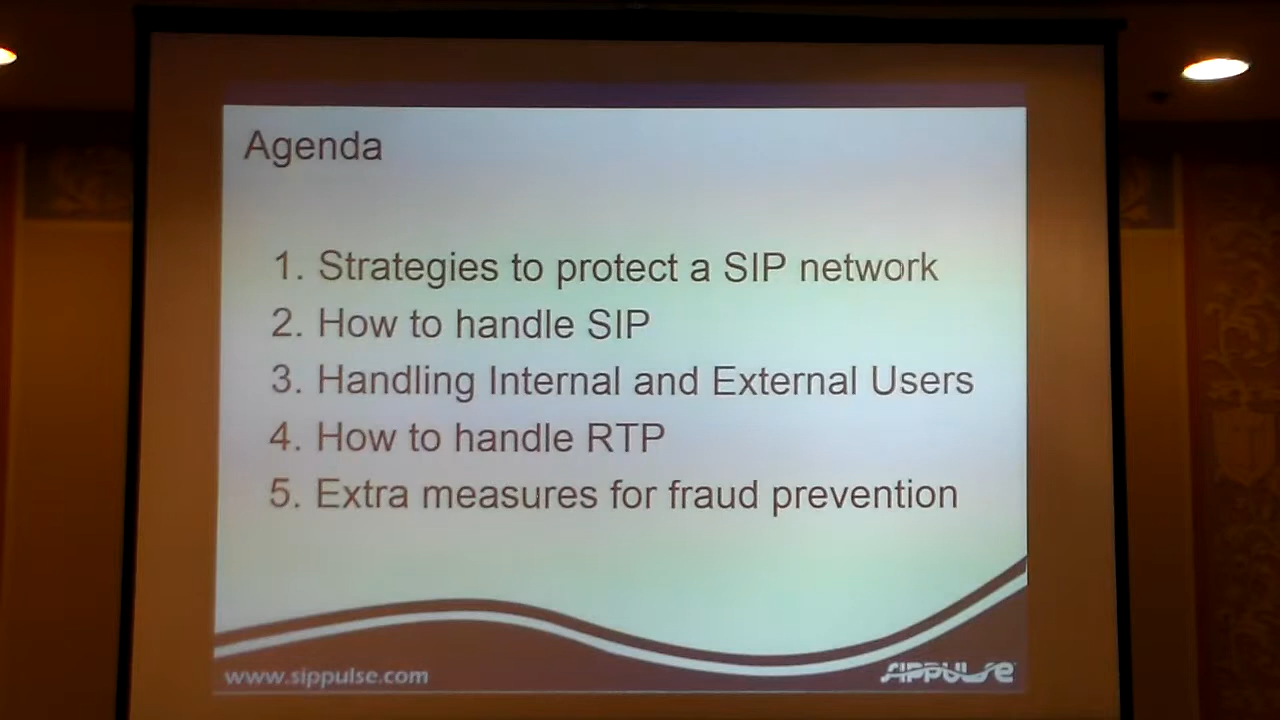 Agenda
1. Strategies to protect a SIP network
2. How to handle SIP
3. Handling Internal and External Users
4. How to handle RTP
5. Extra measures for fraud prevention
www.sippulse.com
SIPPULSE